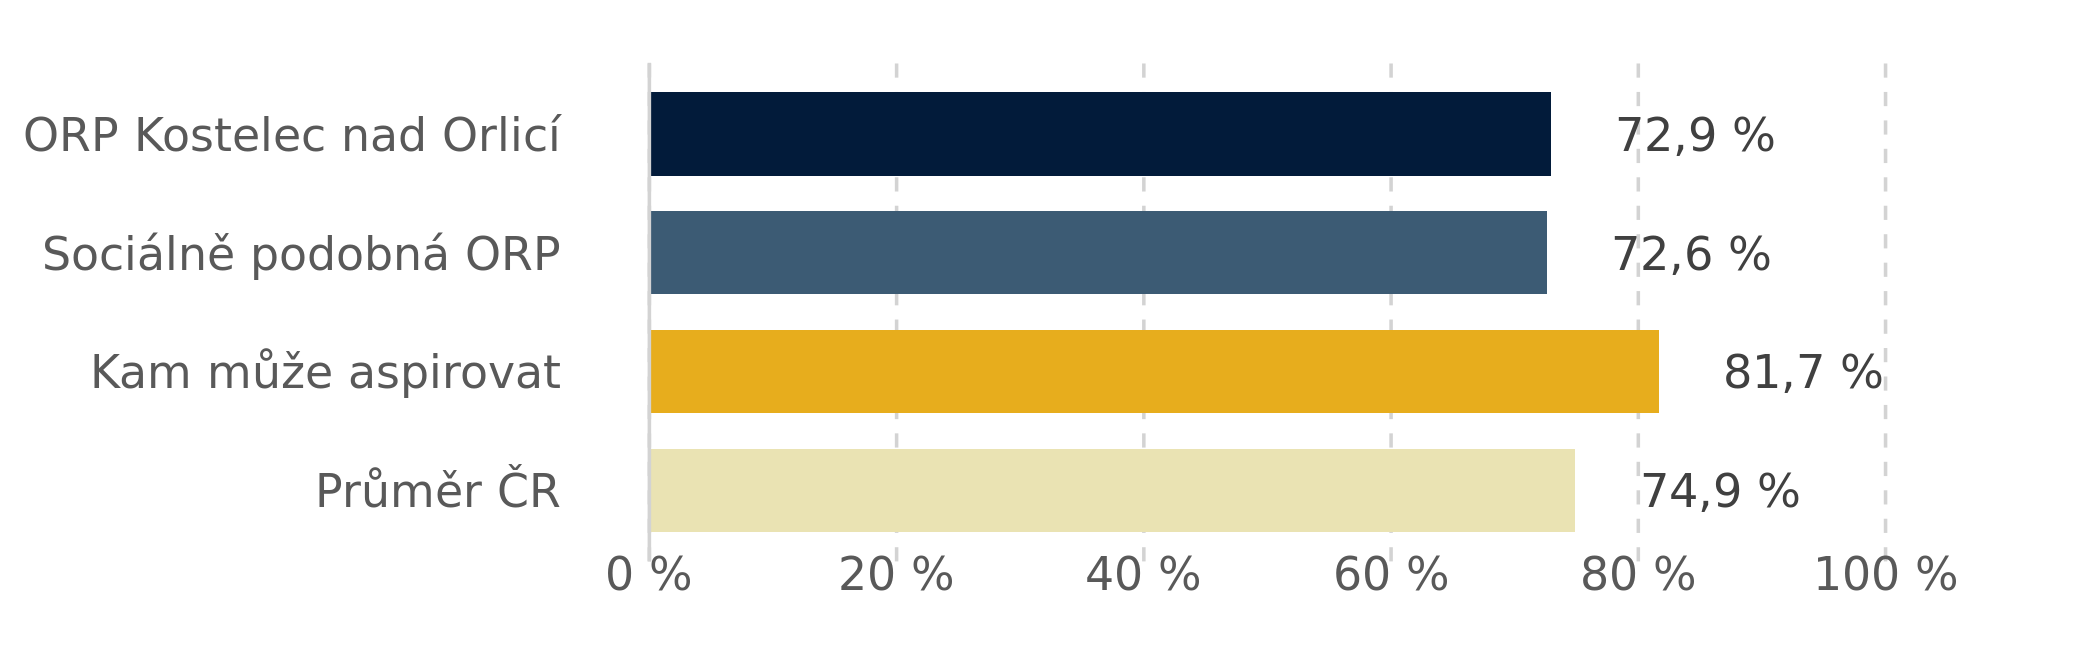 ORP Kostelec nad Orlicí 72,9 %
Sociálně podobná ORP 72,6 %
Kam může aspirovat 81,7 %
Průměr ČR 74,9 %
0 % 20 % 40 % 60 % 80 % 100 %